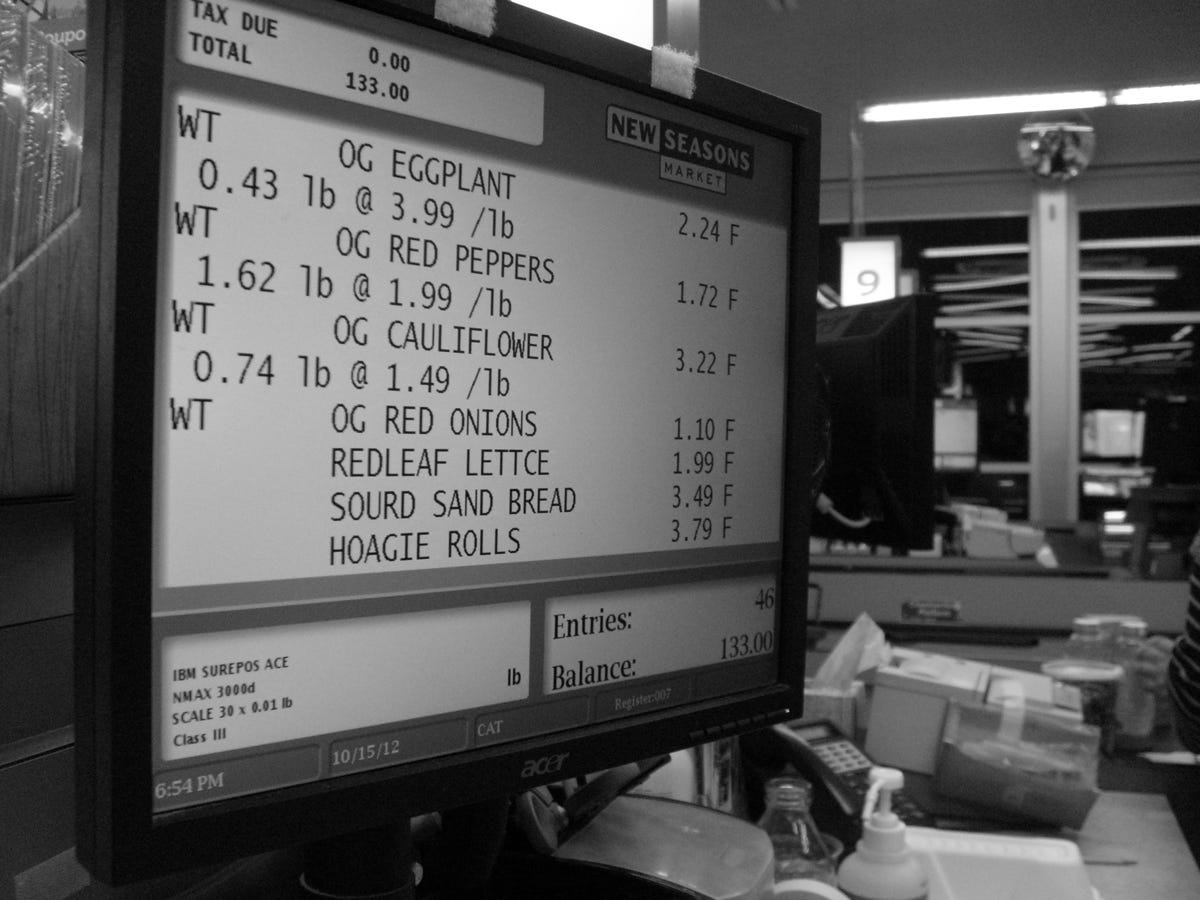 TAX DUE 0.00
TOTAL 133.00
NEW SEASONS
MARKET
WT OG EGGPLANT 2.24 F
0.43 lb @ 3.99 /lb
WT OG RED PEPPERS 1.72 F
1.62 lb @ 1.99 /lb
WT OG CAULIFLOWER 3.22 F
0.74 lb @ 1.49 /lb
WT OG RED ONIONS 1.10 F
REDLEAF LETTCE 1.99 F
SOURD SAND BREAD 3.49 F
HOAGIE ROLLS 3.79 F
IBM SUREPOS ACE
NMAX 3000d
SCALE 30 x 0.01 lb
Class III
lb
Entries: 46
Balance: 133.00
6:54 PM 10/15/12 CAT Register:007
acer
9